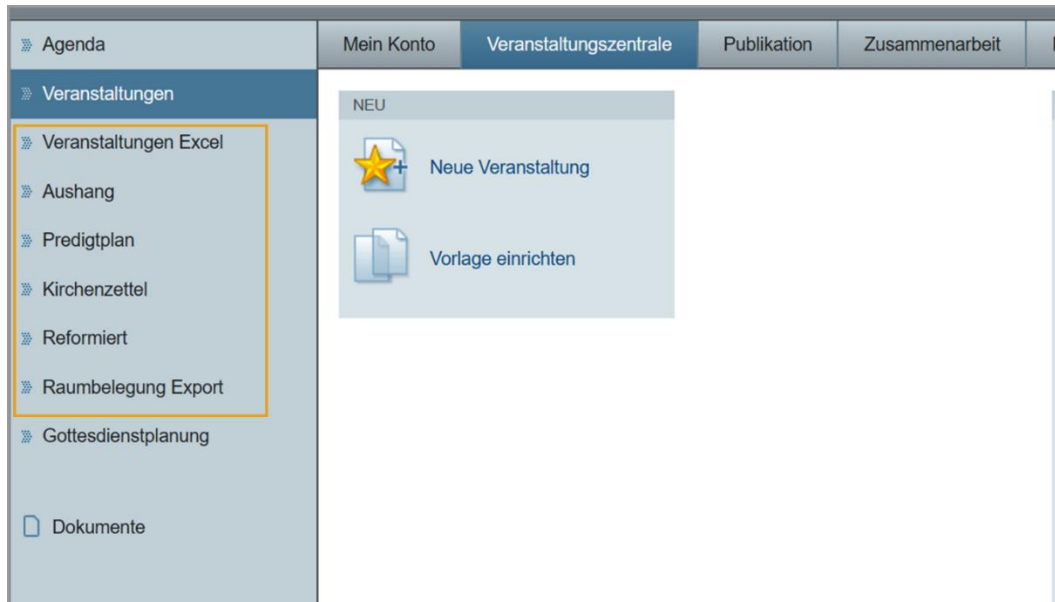 Agenda
Veranstaltungen
Veranstaltungen Excel
Aushang
Predigtplan
Kirchenzettel
Reformiert
Raumbelegung Export
Gottesdienstplanung
Dokumente
Mein Konto Veranstaltungszentrale Publikation Zusammenarbeit
NEU
Neue Veranstaltung
Vorlage einrichten